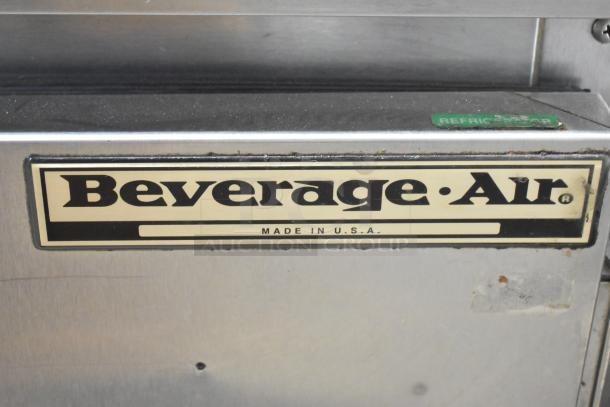 REFRIGERATOR
Beverage·Air®
MADE IN U.S.A.
AUCTION GROUP